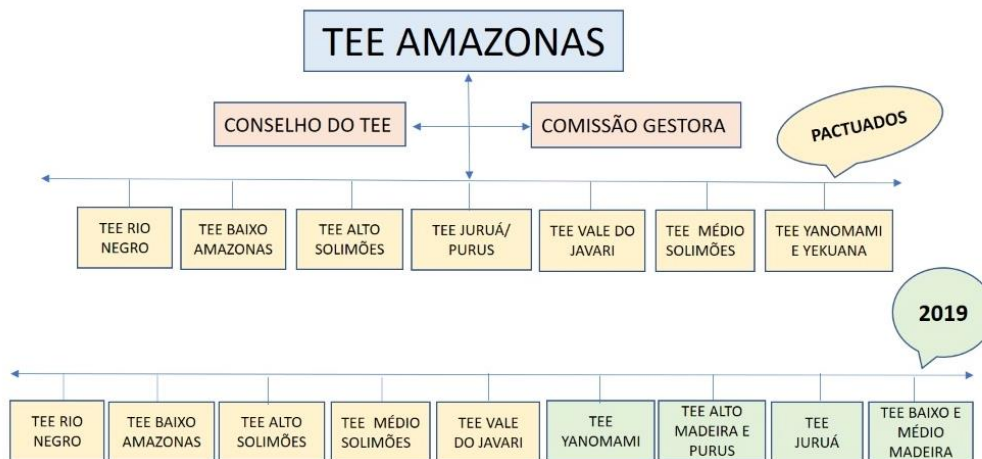 TEE AMAZONAS
CONSELHO DO TEE
COMISSÃO GESTORA
PACTUADOS
TEE RIO
NEGRO
TEE BAIXO
AMAZONAS
TEE ALTO
SOLIMÕES
TEE JURUÁ/
PURUS
TEE VALE DO
JAVARI
TEE MÉDIO
SOLIMÕES
TEE YANOMAMI
E YEKUANA
2019
TEE RIO
NEGRO
TEE BAIXO
AMAZONAS
TEE ALTO
SOLIMÕES
TEE MÉDIO
SOLIMÕES
TEE VALE
DO JAVARI
TEE
YANOMAMI
TEE ALTO
MADEIRA E
PURUS
TEE
JURUÁ
TEE BAIXO E
MÉDIO
MADEIRA